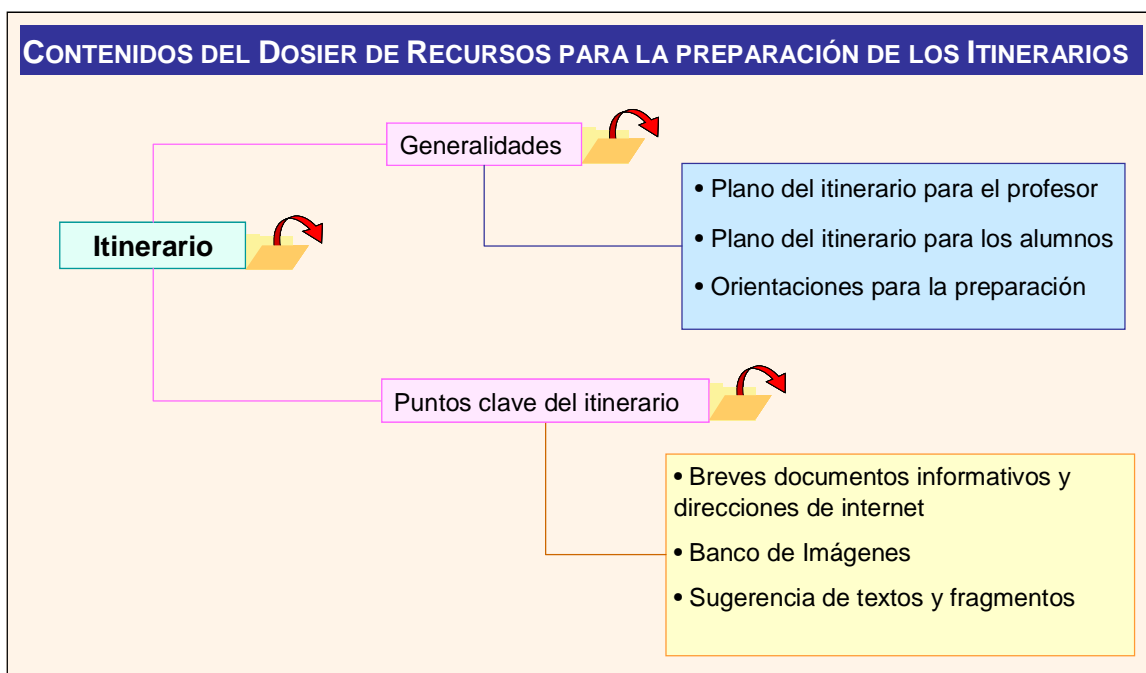 CONTENIDOS DEL DOSIER DE RECURSOS PARA LA PREPARACIÓN DE LOS ITINERARIOS
Generalidades
• Plano del itinerario para el profesor
• Plano del itinerario para los alumnos
• Orientaciones para la preparación
Itinerario
Puntos clave del itinerario
• Breves documentos informativos y
direcciones de internet
• Banco de Imágenes
• Sugerencia de textos y fragmentos